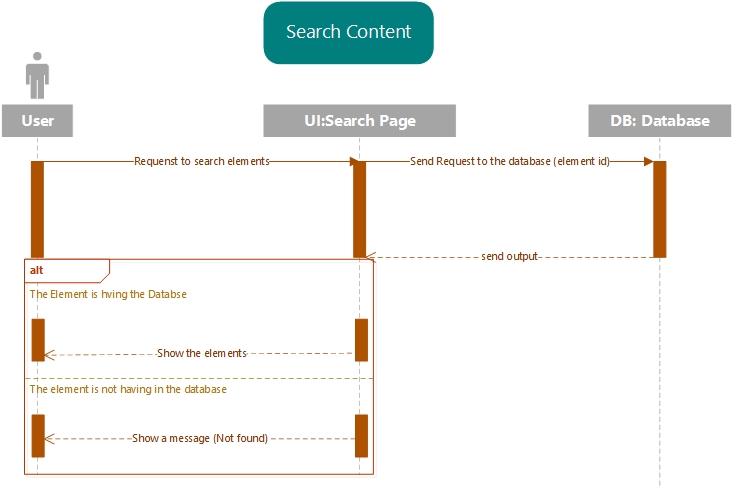 Search Content
User
UI:Search Page
DB: Database
Requenst to search elements
Send Request to the database (element id)
send output
alt
The Element is hving the Databse
Show the elements
The element is not having in the database
Show a message (Not found)